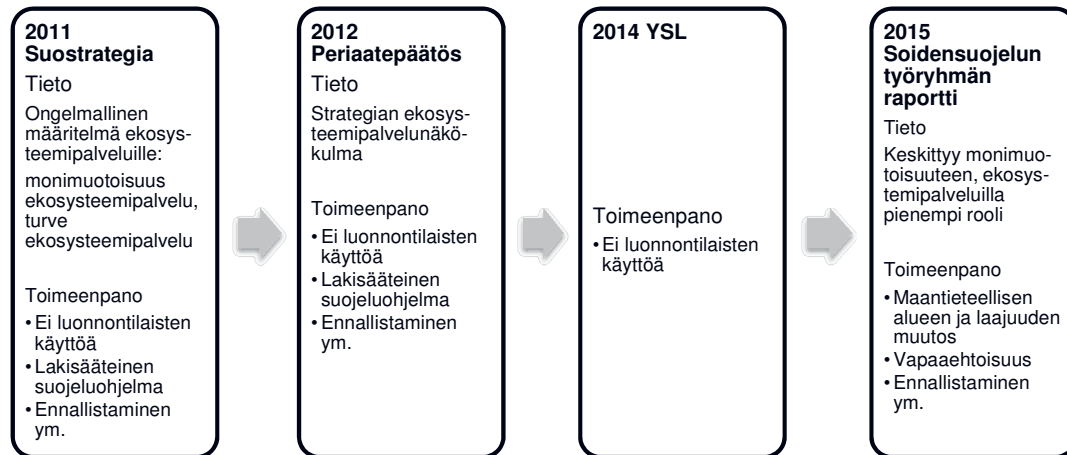 2011
Suostrategia
Tieto
Ongelmallinen
määritelmä ekosys-
teemipalveluille:
monimuotoisuus
ekosysteemipalvelu,
turve
ekosysteemipalvelu
Toimeenpano
• Ei luonnontilaisten
käyttöä
• Lakisääteinen
suojeluohjelma
• Ennallistaminen
ym.
2012
Periaatepäätös
Tieto
Strategian ekosys-
teemipalvelunäkö-
kulma
Toimeenpano
• Ei luonnontilaisten
käyttöä
• Lakisääteinen
suojeluohjelma
• Ennallistaminen
ym.
2014 YSL
Toimeenpano
• Ei luonnontilaisten
käyttöä
2015
Soidensuojelun
työryhmän
raportti
Tieto
Keskittyy monimuo-
toisuuteen, ekosys-
temipalveluilla
pienempi rooli
Toimeenpano
• Maantieteellisen
alueen ja laajuuden
muutos
• Vapaaehtoisuus
• Ennallistaminen
ym.